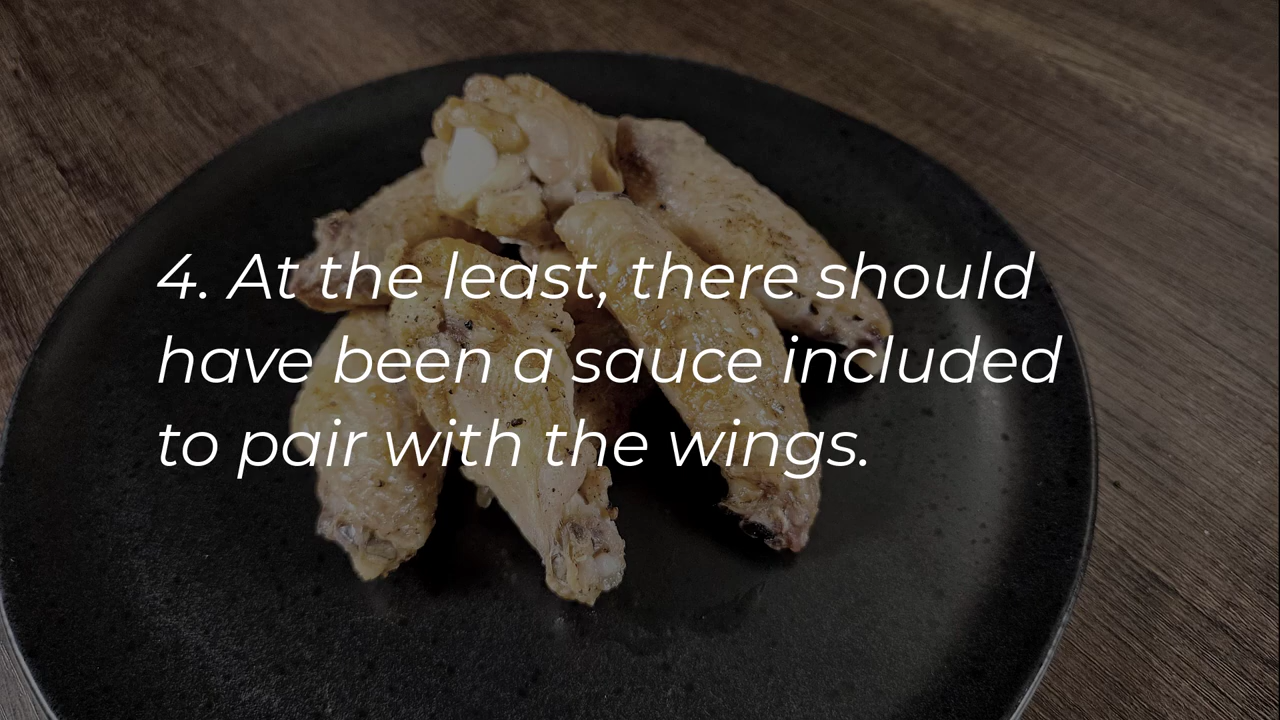 4. At the least, there should
have been a sauce included
to pair with the wings.